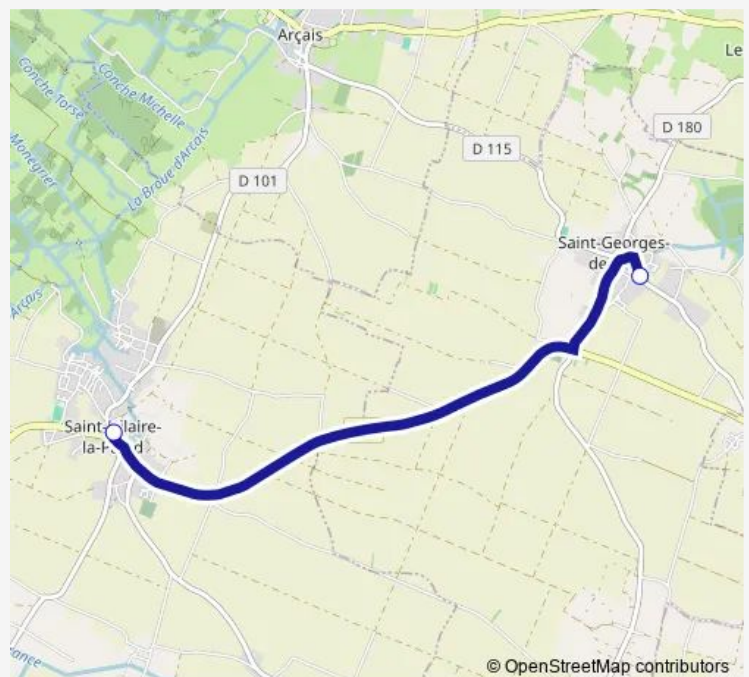 Arçais
Le
Conche Torse
Conche Michelle
Monegrier
La Broue d'Arçais
D 180
D 115
D 101
Saint-Georges-
de
Arçais
Saint-
laire-
la-
d
© OpenStreetMap contributors